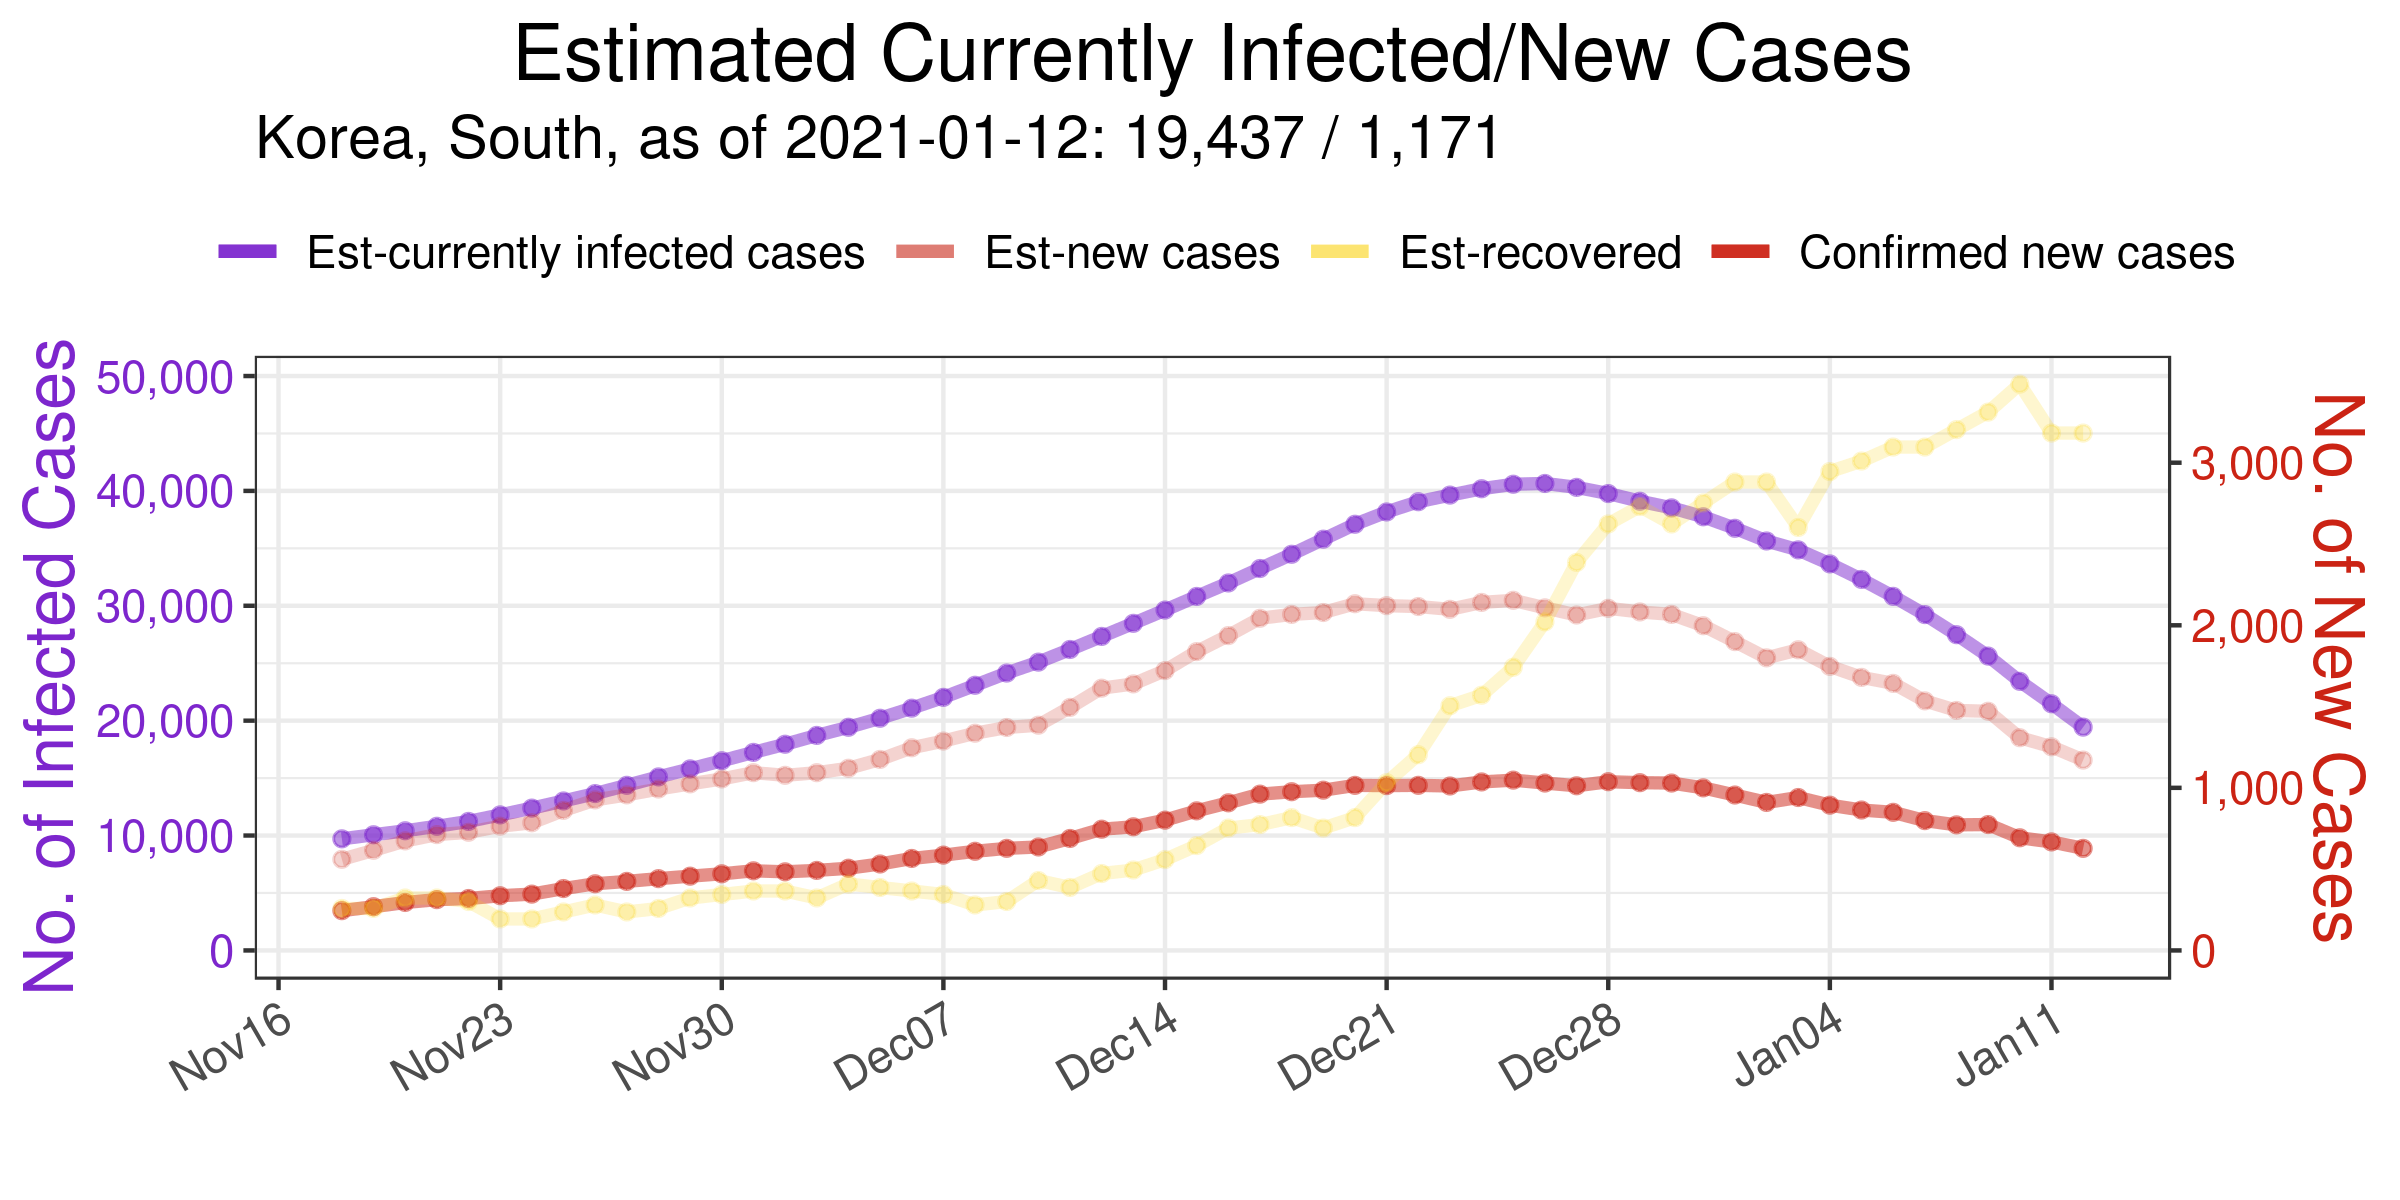 Estimated Currently Infected/New Cases
Korea, South, as of 2021-01-12: 19,437 / 1,171
Est-currently infected cases Est-new cases Est-recovered Confirmed new cases
No. of Infected Cases
50,000
40,000
30,000
20,000
10,000
0
3,000
2,000
1,000
0
No. of New Cases
Nov16 Nov23 Nov30 Dec07 Dec14 Dec21 Dec28 Jan04 Jan11